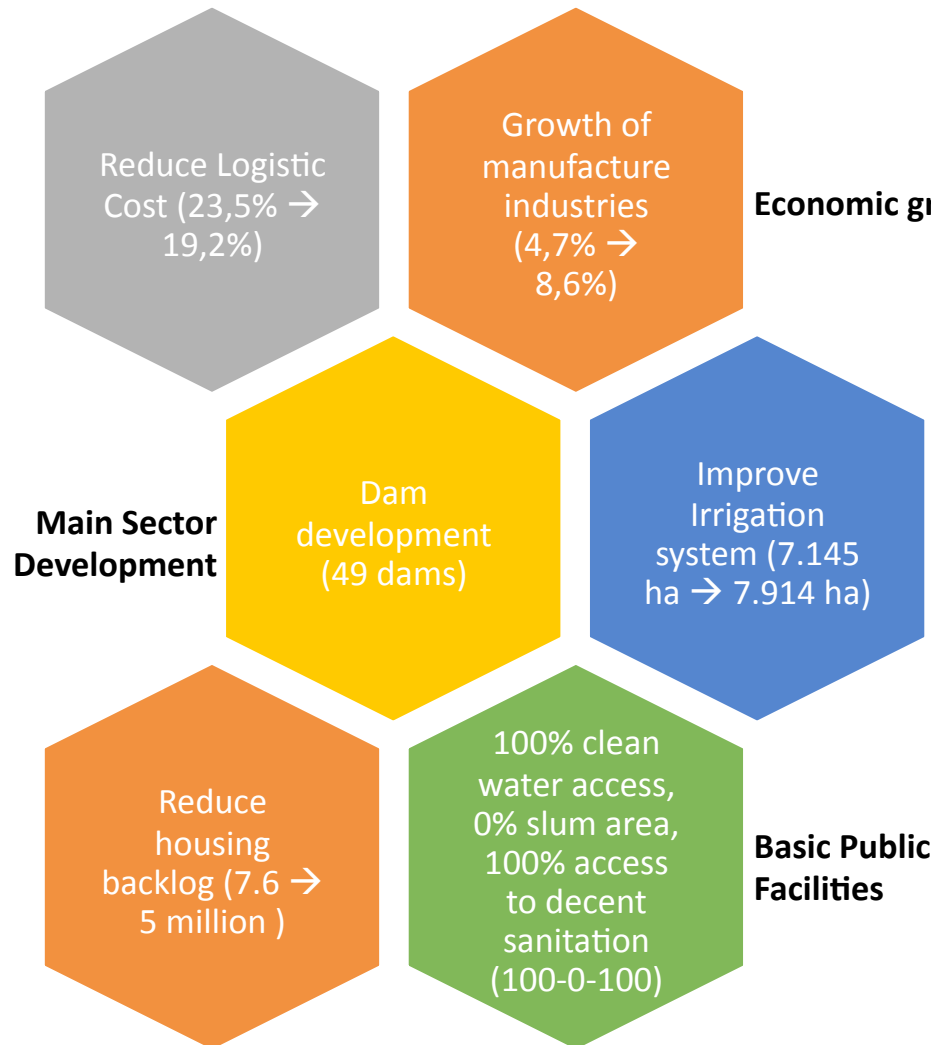 Reduce Logistic
Cost (23,5% →
19,2%)
Growth of
manufacture
industries
(4,7% →
8,6%)
Economic gr
Main Sector
Development
Dam
development
(49 dams)
Improve
Irrigation
system (7.145
ha → 7.914 ha)
Reduce
housing
backlog (7.6 →
5 million )
100% clean
water access,
0% slum area,
100% access
to decent
sanitation
(100-0-100)
Basic Public
Facilities